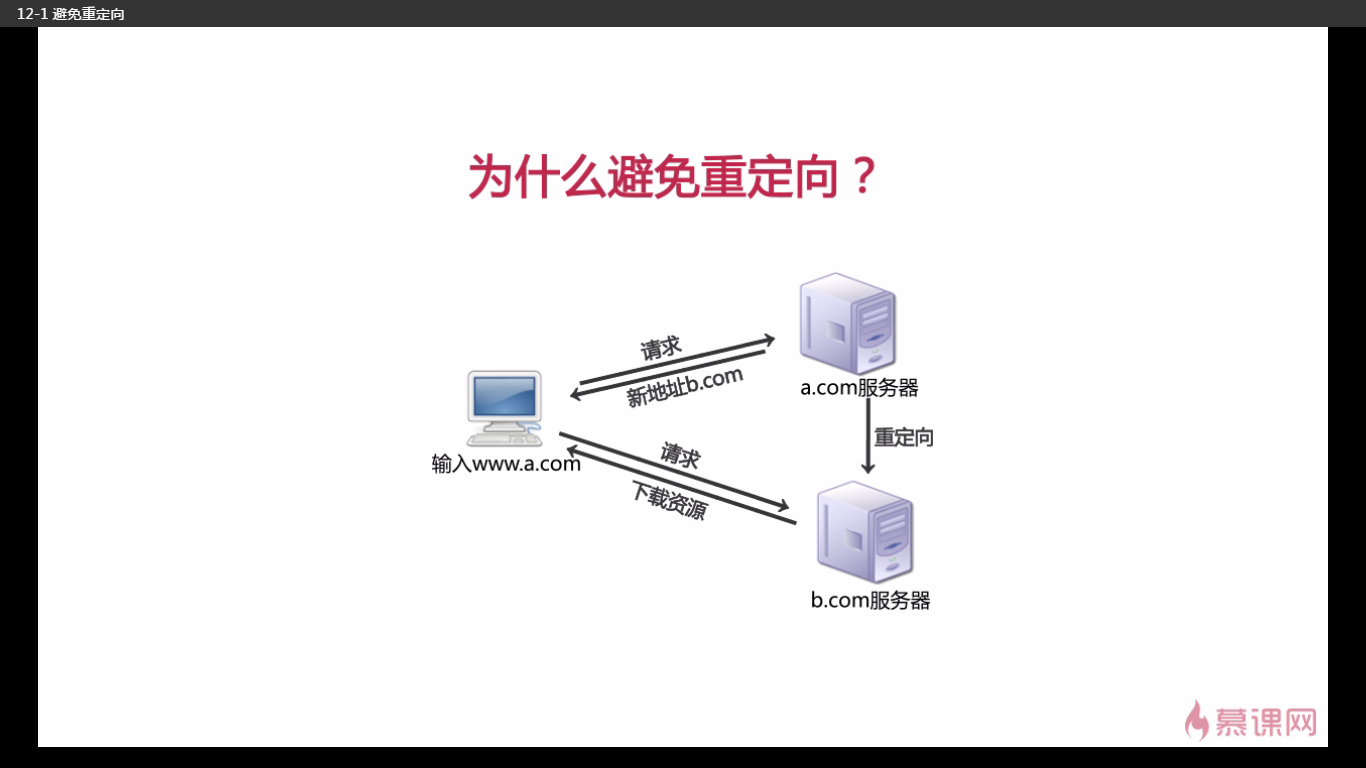 12-1 避免重定向
为什么避免重定向？
请求
新地址b.com
a.com服务器
重定向
输入www.a.com
请求
下载资源
b.com服务器
慕课网